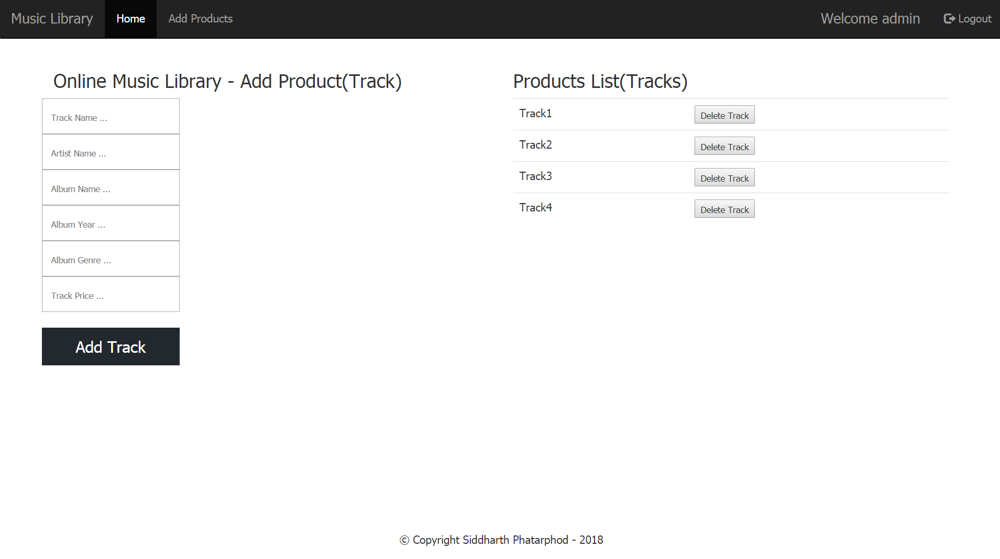 Music Library Home Add Products Welcome admin Logout
Online Music Library - Add Product(Track)
Track Name ...
Artist Name ...
Album Name ...
Album Year ...
Album Genre ...
Track Price ...
Add Track
Products List(Tracks)
Track1 Delete Track
Track2 Delete Track
Track3 Delete Track
Track4 Delete Track
© Copyright Siddharth Phatarphod - 2018